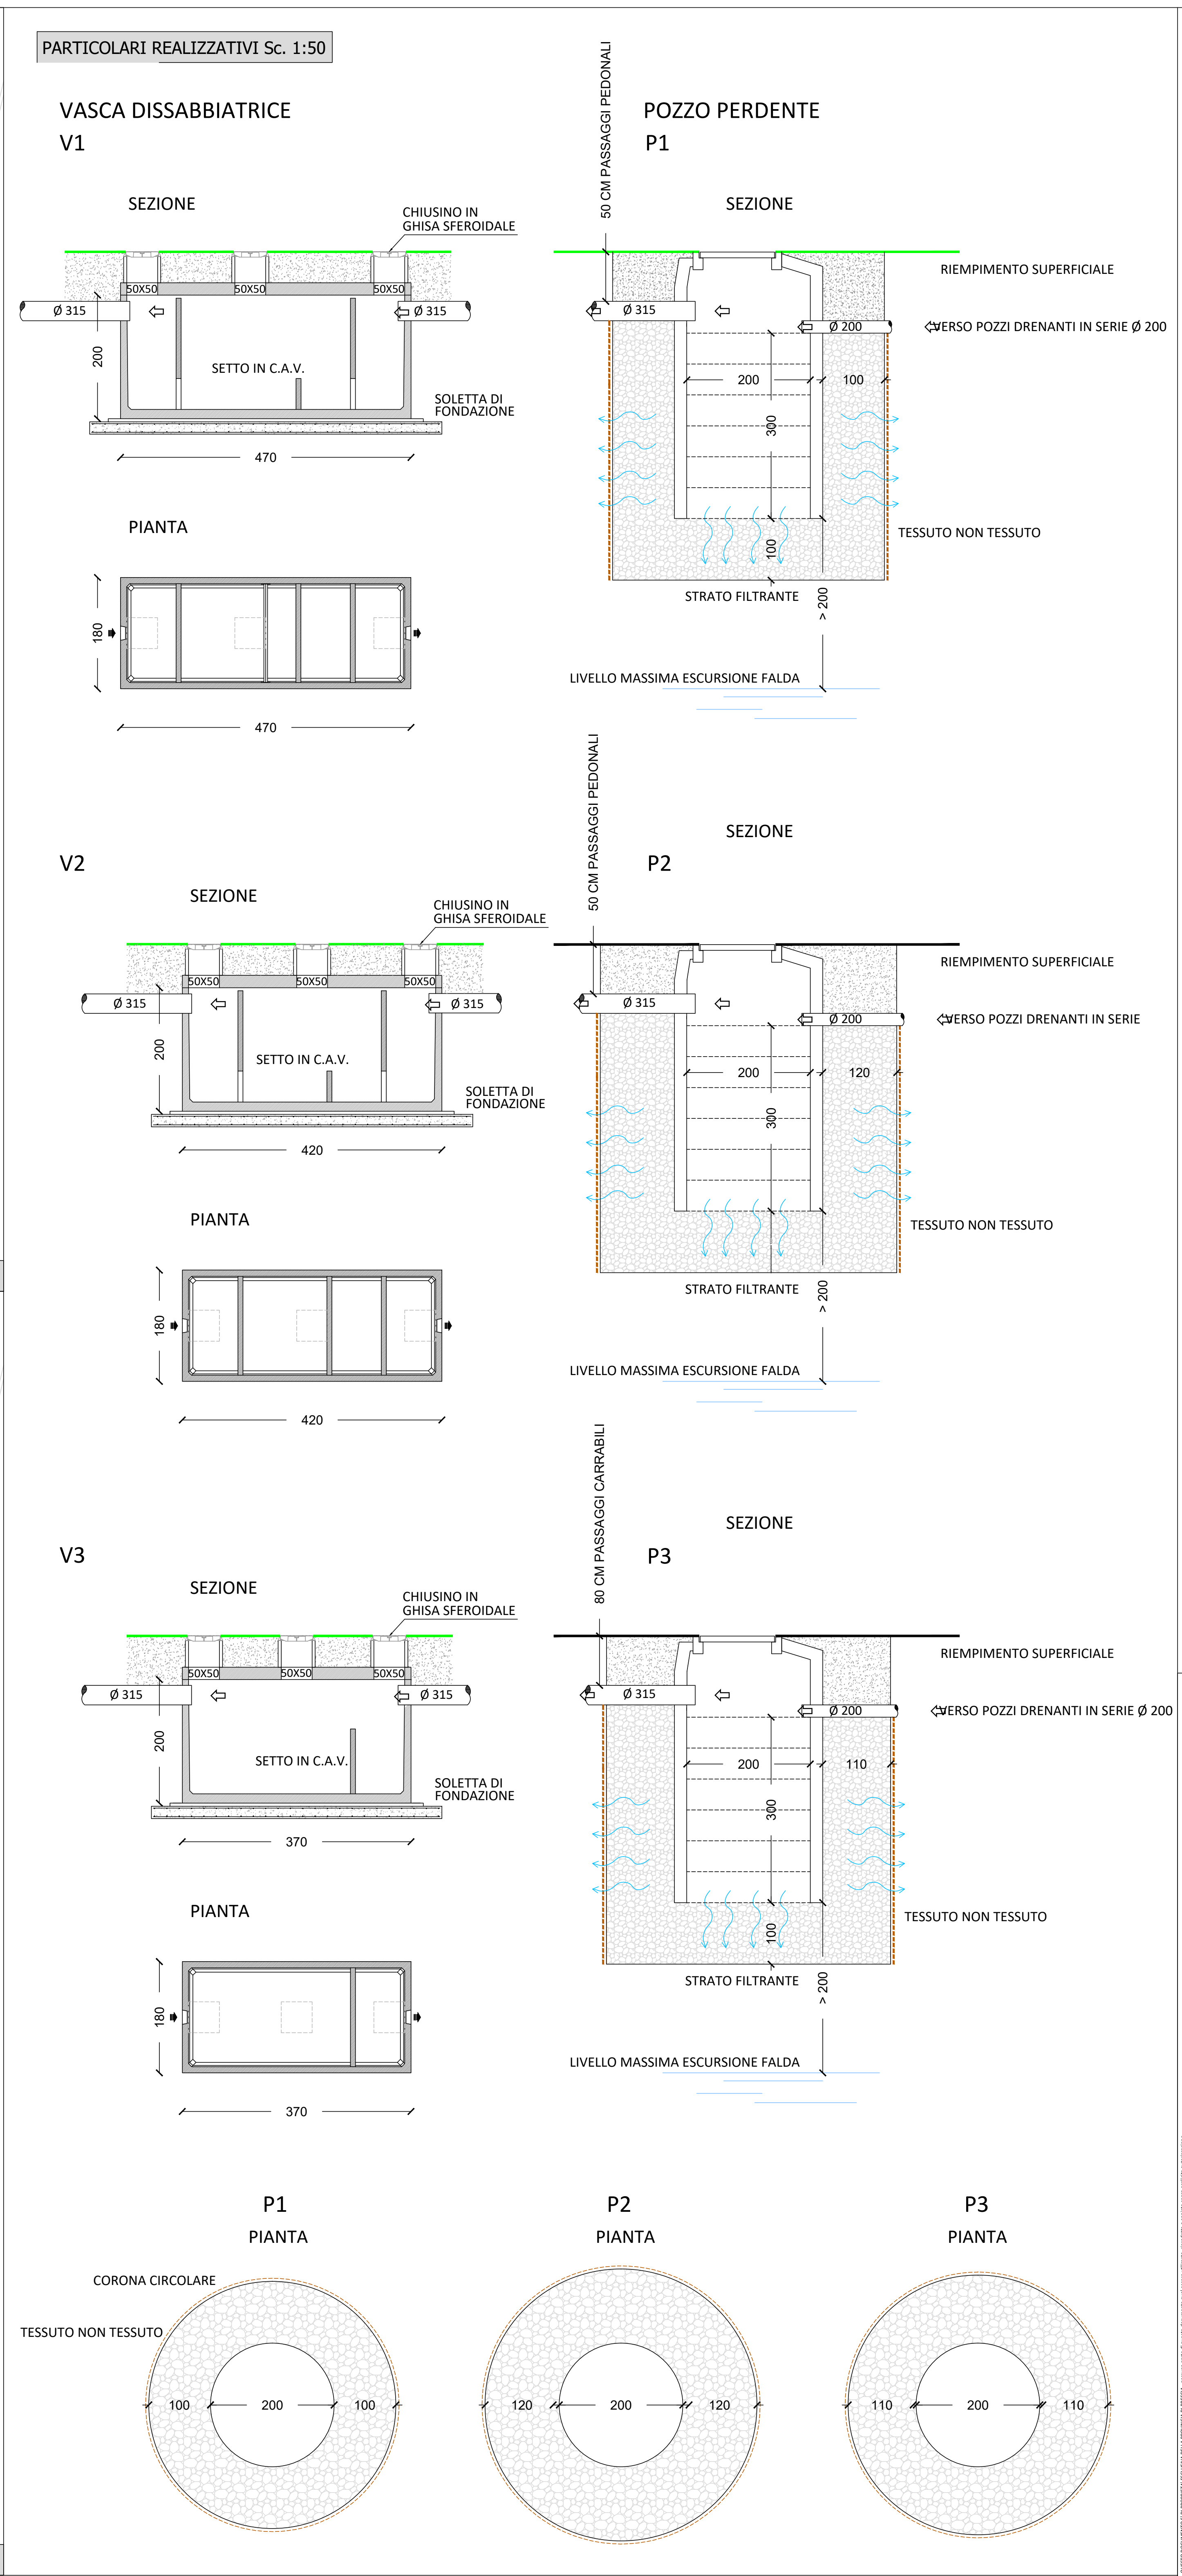 PARTICOLARI REALIZZATIVI Sc. 1:50
VASCA DISSABBIATRICE
V1
SEZIONE
CHIUSINO IN
GHISA SFEROIDALE
50X50
50X50
50X50
Ø 315
Ø 315
200
SETTO IN C.A.V.
SOLETTA DI
FONDAZIONE
470
PIANTA
180
470
POZZO PERDENTE
P1
50 CM PASSAGGI PEDONALI
SEZIONE
RIEMPIMENTO SUPERFICIALE
Ø 315
Ø 200
VERSO POZZI DRENANTI IN SERIE Ø 200
200
100
300
TESSUTO NON TESSUTO
100
STRATO FILTRANTE
> 200
LIVELLO MASSIMA ESCURSIONE FALDA
V2
SEZIONE
CHIUSINO IN
GHISA SFEROIDALE
50X50
50X50
50X50
Ø 315
Ø 315
200
SETTO IN C.A.V.
SOLETTA DI
FONDAZIONE
420
PIANTA
180
420
50 CM PASSAGGI PEDONALI
SEZIONE
P2
RIEMPIMENTO SUPERFICIALE
Ø 315
Ø 200
VERSO POZZI DRENANTI IN SERIE
200
120
300
TESSUTO NON TESSUTO
STRATO FILTRANTE
> 200
LIVELLO MASSIMA ESCURSIONE FALDA
V3
SEZIONE
CHIUSINO IN
GHISA SFEROIDALE
50X50
50X50
50X50
Ø 315
Ø 315
200
SETTO IN C.A.V.
SOLETTA DI
FONDAZIONE
370
PIANTA
180
370
80 CM PASSAGGI CARRABILI
SEZIONE
P3
RIEMPIMENTO SUPERFICIALE
Ø 315
Ø 200
VERSO POZZI DRENANTI IN SERIE Ø 200
200
110
300
TESSUTO NON TESSUTO
100
STRATO FILTRANTE
> 200
LIVELLO MASSIMA ESCURSIONE FALDA
P1
PIANTA
CORONA CIRCOLARE
TESSUTO NON TESSUTO
100
200
100
P2
PIANTA
120
200
120
P3
PIANTA
110
200
110